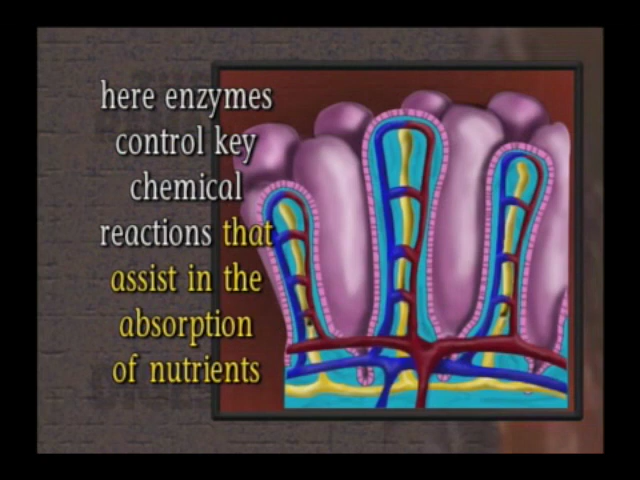 here enzymes
control key
chemical
reactions that
assist in the
absorption
of nutrients